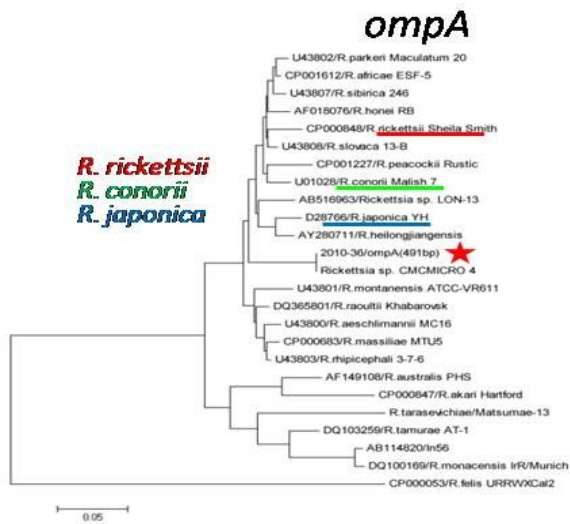 ompA
U43802/R.parkeri Maculatum 20
CP001612/R.africae ESF-5
U43807/R.sibirica 246
AF018076/R.honei RB
CP000848/R.rickettsii Sheila Smith
U43808/R.slovaca 13-B
CP001227/R.peacockii Rustic
U01028/R.conorii Malish 7
AB516963/Rickettsia sp. LON-13
D28766/R.japonica YH
AY280711/R.heilongjiangensis
2010-36/ompA(491bp)
Rickettsia sp. CMCMICRO 4
U43801/R.montanensis ATCC-VR611
DQ365801/R.raoultii Khabarovsk
U43800/R.aeschlimannii MC16
CP000683/R.massiliae MTU5
U43803/R.rhipicephali 3-7-6
AF149108/R.australis PHS
CP000847/R.akari Hartford
R.tarasevichiae/Matsumae-13
DQ103259/R.tamurae AT-1
AB114820/In56
DQ100169/R.monacensis IrR/Munich
CP000053/R.felis URRWXCal2
R. rickettsii
R. conorii
R. japonica
0.05